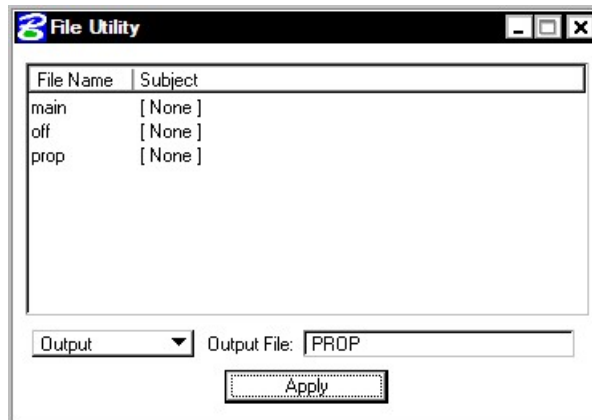 File Utility
File Name Subject
main [ None ]
off [ None ]
prop [ None ]
Output Output File: PROP
Apply